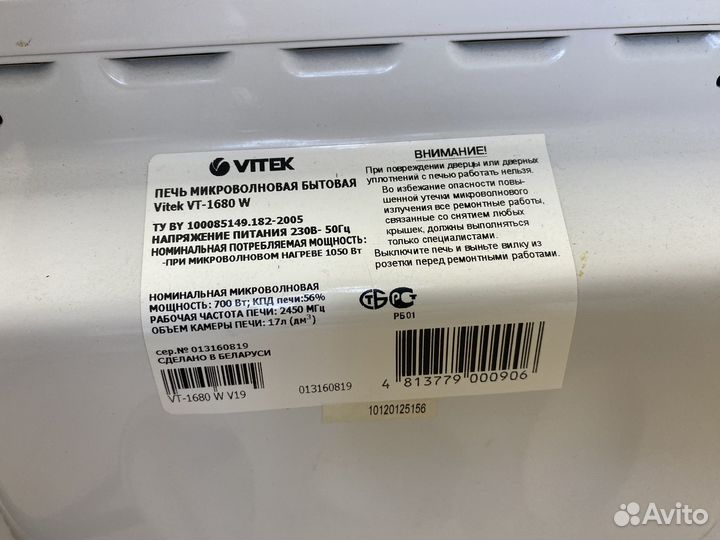 VITEK
ПЕЧЬ МИКРОВОЛНОВАЯ БЫТОВАЯ
Vitek VT-1680 W
ТУ BY 100085149.182-2005
НАПРЯЖЕНИЕ ПИТАНИЯ 230В- 50Гц
НОМИНАЛЬНАЯ ПОТРЕБЛЯЕМАЯ МОЩНОСТЬ:
-ПРИ МИКРОВОЛНОВОМ НАГРЕВЕ 1050 Вт
НОМИНАЛЬНАЯ МИКРОВОЛНОВАЯ
МОЩНОСТЬ: 700 Вт; КПД печи:56%
РАБОЧАЯ ЧАСТОТА ПЕЧИ: 2450 МГц
ОБЪЕМ КАМЕРЫ ПЕЧИ: 17л (дм³)
сер.№ 013160819
СДЕЛАНО В БЕЛАРУСИ
VT-1680 W V19
013160819
ВНИМАНИЕ!
При повреждении дверцы или дверных
уплотнений с печью работать нельзя.
Во избежание опасности повы-
шенной утечки микроволнового
излучения все ремонтные работы,
связанные со снятием любых
крышек, должны выполняться
только специалистами.
Выключите печь и выньте вилку из
розетки перед ремонтными работами.
РБ01
4 813779 000906
10120125156
Avito